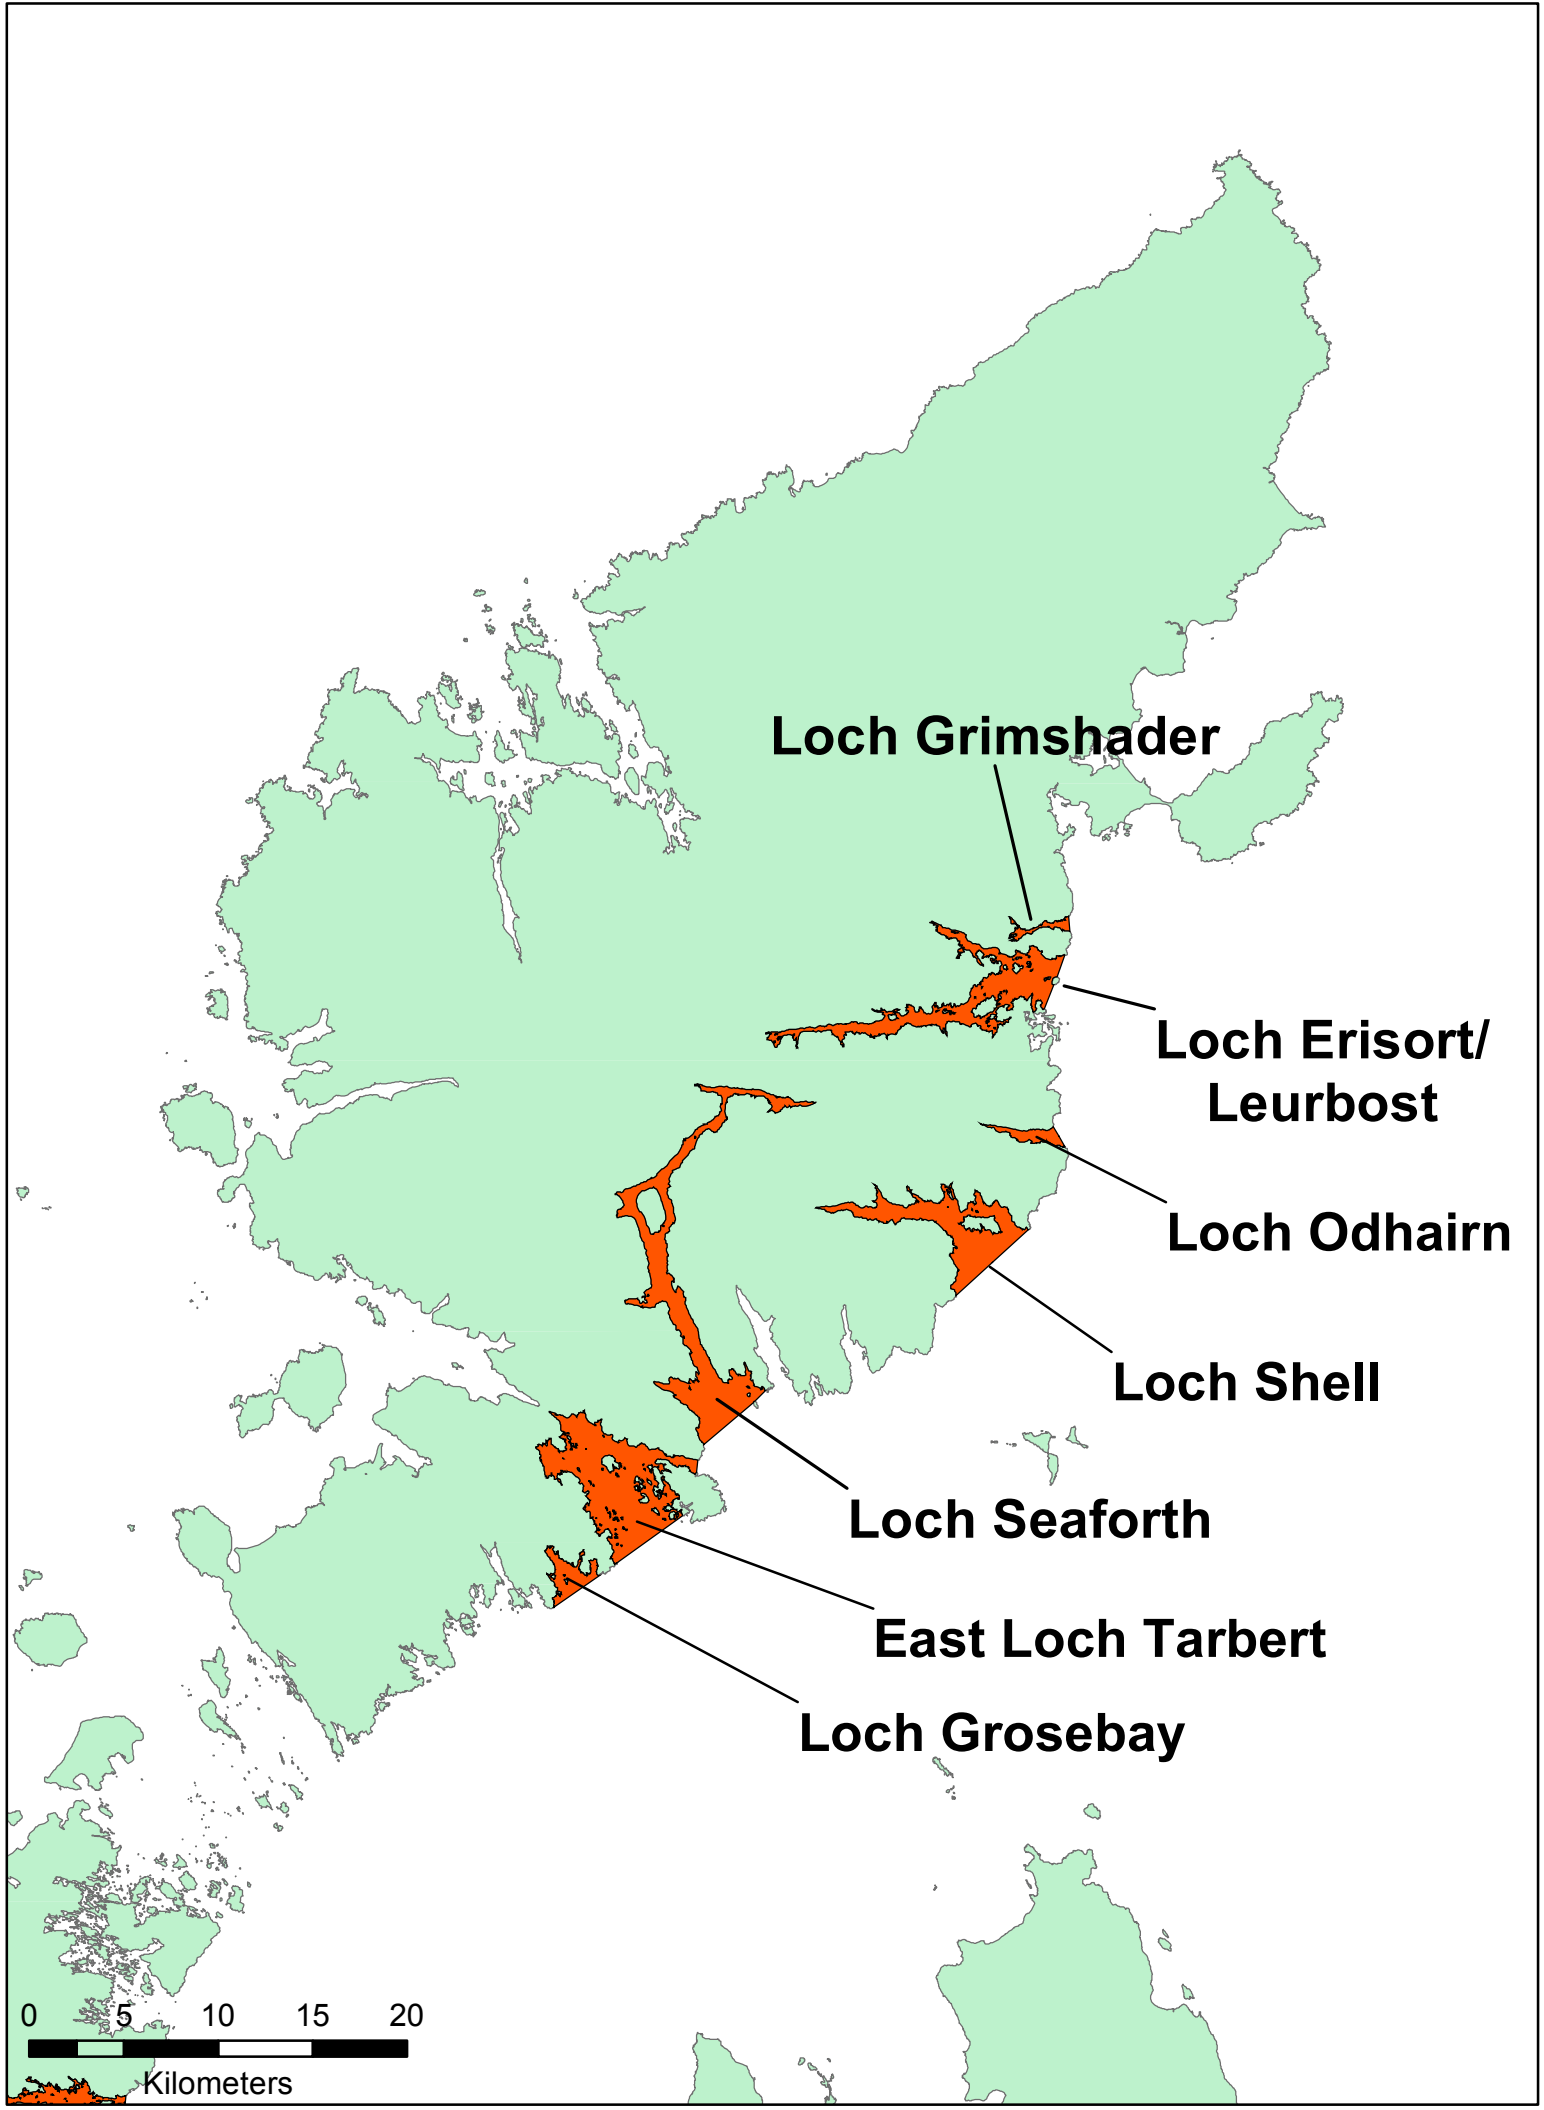 Loch Grimshader
Loch Erisort/
Leurbost
Loch Odhairn
Loch Shell
Loch Seaforth
East Loch Tarbert
Loch Grosebay
0 5 10 15 20
Kilometers